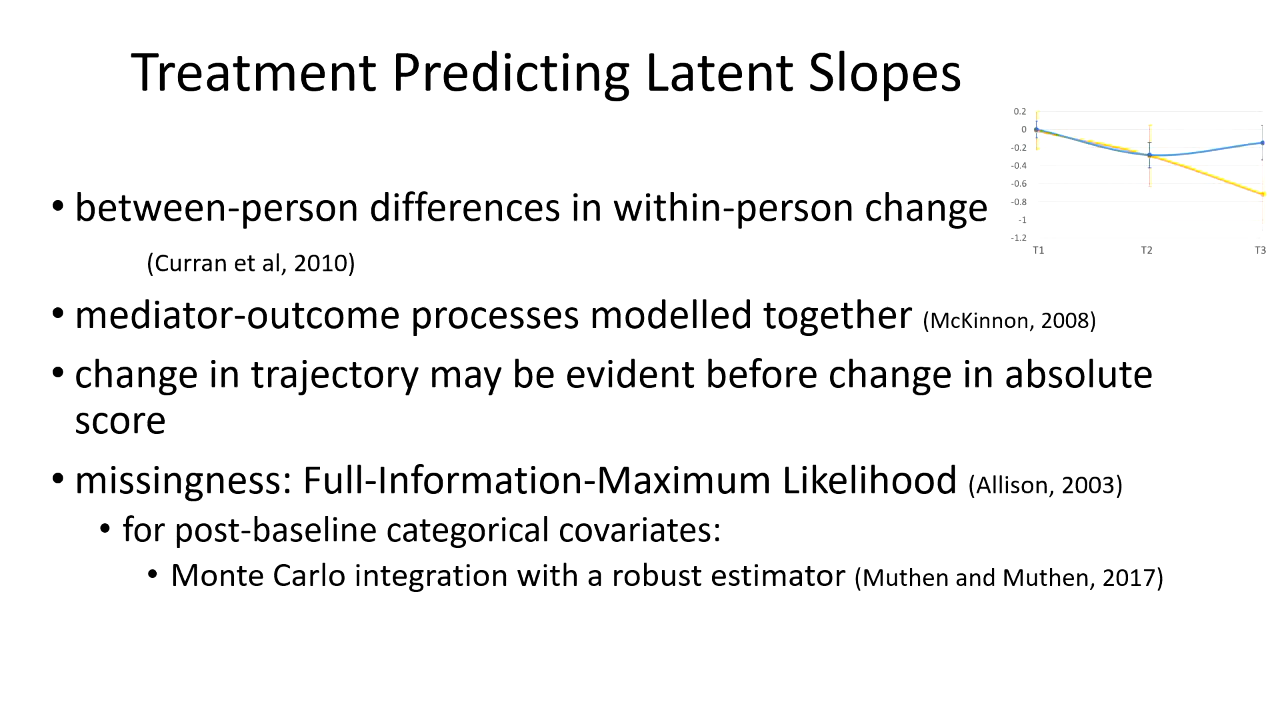 Treatment Predicting Latent Slopes
0.2
0
-0.2
-0.4
-0.6
-0.8
-1
-1.2
T1 T2 T3
• between-person differences in within-person change
(Curran et al, 2010)
• mediator-outcome processes modelled together (McKinnon, 2008)
• change in trajectory may be evident before change in absolute
score
• missingness: Full-Information-Maximum Likelihood (Allison, 2003)
• for post-baseline categorical covariates:
• Monte Carlo integration with a robust estimator (Muthen and Muthen, 2017)